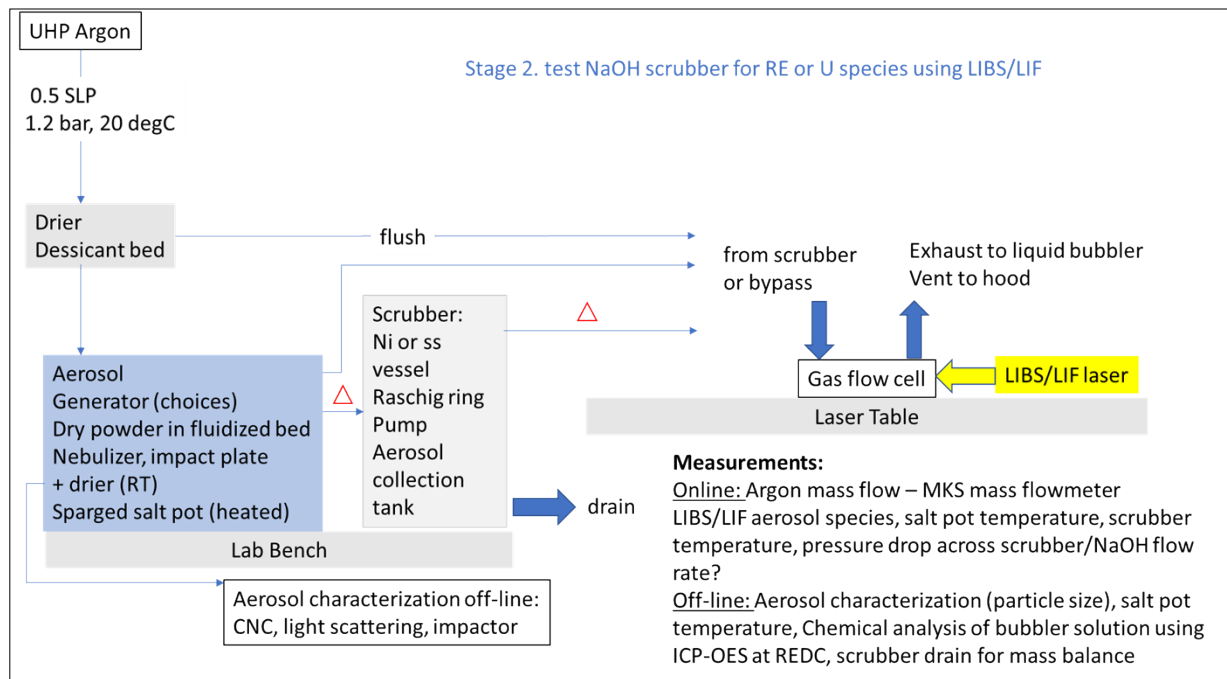 UHP Argon
Stage 2. test NaOH scrubber for RE or U species using LIBS/LIF
0.5 SLP
1.2 bar, 20 degC
Drier
Dessicant bed
flush
from scrubber
or bypass
Exhaust to liquid bubbler
Vent to hood
Scrubber:
Ni or ss
vessel
Raschig ring
Pump
Aerosol
collection
tank
Aerosol
Generator (choices)
Dry powder in fluidized bed
Nebulizer, impact plate
+ drier (RT)
Sparged salt pot (heated)
Gas flow cell
LIBS/LIF laser
Laser Table
drain
Lab Bench
Aerosol characterization off-line:
CNC, light scattering, impactor
Measurements:
Online: Argon mass flow – MKS mass flowmeter
LIBS/LIF aerosol species, salt pot temperature, scrubber
temperature, pressure drop across scrubber/NaOH flow
rate?
Off-line: Aerosol characterization (particle size), salt pot
temperature, Chemical analysis of bubbler solution using
ICP-OES at REDC, scrubber drain for mass balance